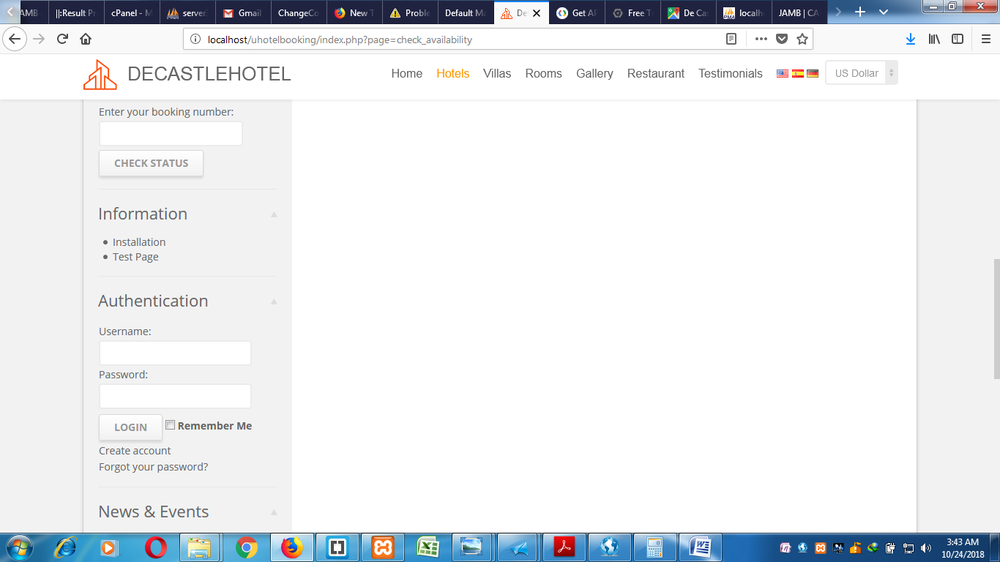 JAMB
||:Result P
cPanel - M
server:
Gmail
ChangeCo
New T
Proble
Default Ma
De
Get AP
Free T
De Ca
localh
JAMB | CA
localhost/uhotelbooking/index.php?page=check_availability
DECASTLEHOTEL
Home Hotels Villas Rooms Gallery Restaurant Testimonials US Dollar
Enter your booking number:
CHECK STATUS
Information
Installation
Test Page
Authentication
Username:
Password:
LOGIN Remember Me
Create account
Forgot your password?
News & Events
3:43 AM
10/24/2018